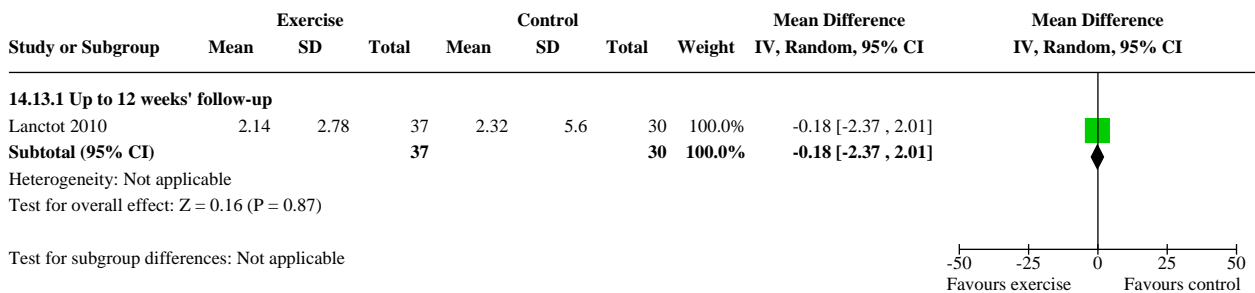 Exercise Control Mean Difference Mean Difference
Study or Subgroup Mean SD Total Mean SD Total Weight IV, Random, 95% CI IV, Random, 95% CI
14.13.1 Up to 12 weeks' follow-up
Lanctot 2010 2.14 2.78 37 2.32 5.6 30 100.0% -0.18 [-2.37 , 2.01]
Subtotal (95% CI) 37 30 100.0% -0.18 [-2.37 , 2.01]
Heterogeneity: Not applicable
Test for overall effect: Z = 0.16 (P = 0.87)
Test for subgroup differences: Not applicable
-50 -25 0 25 50
Favours exercise Favours control